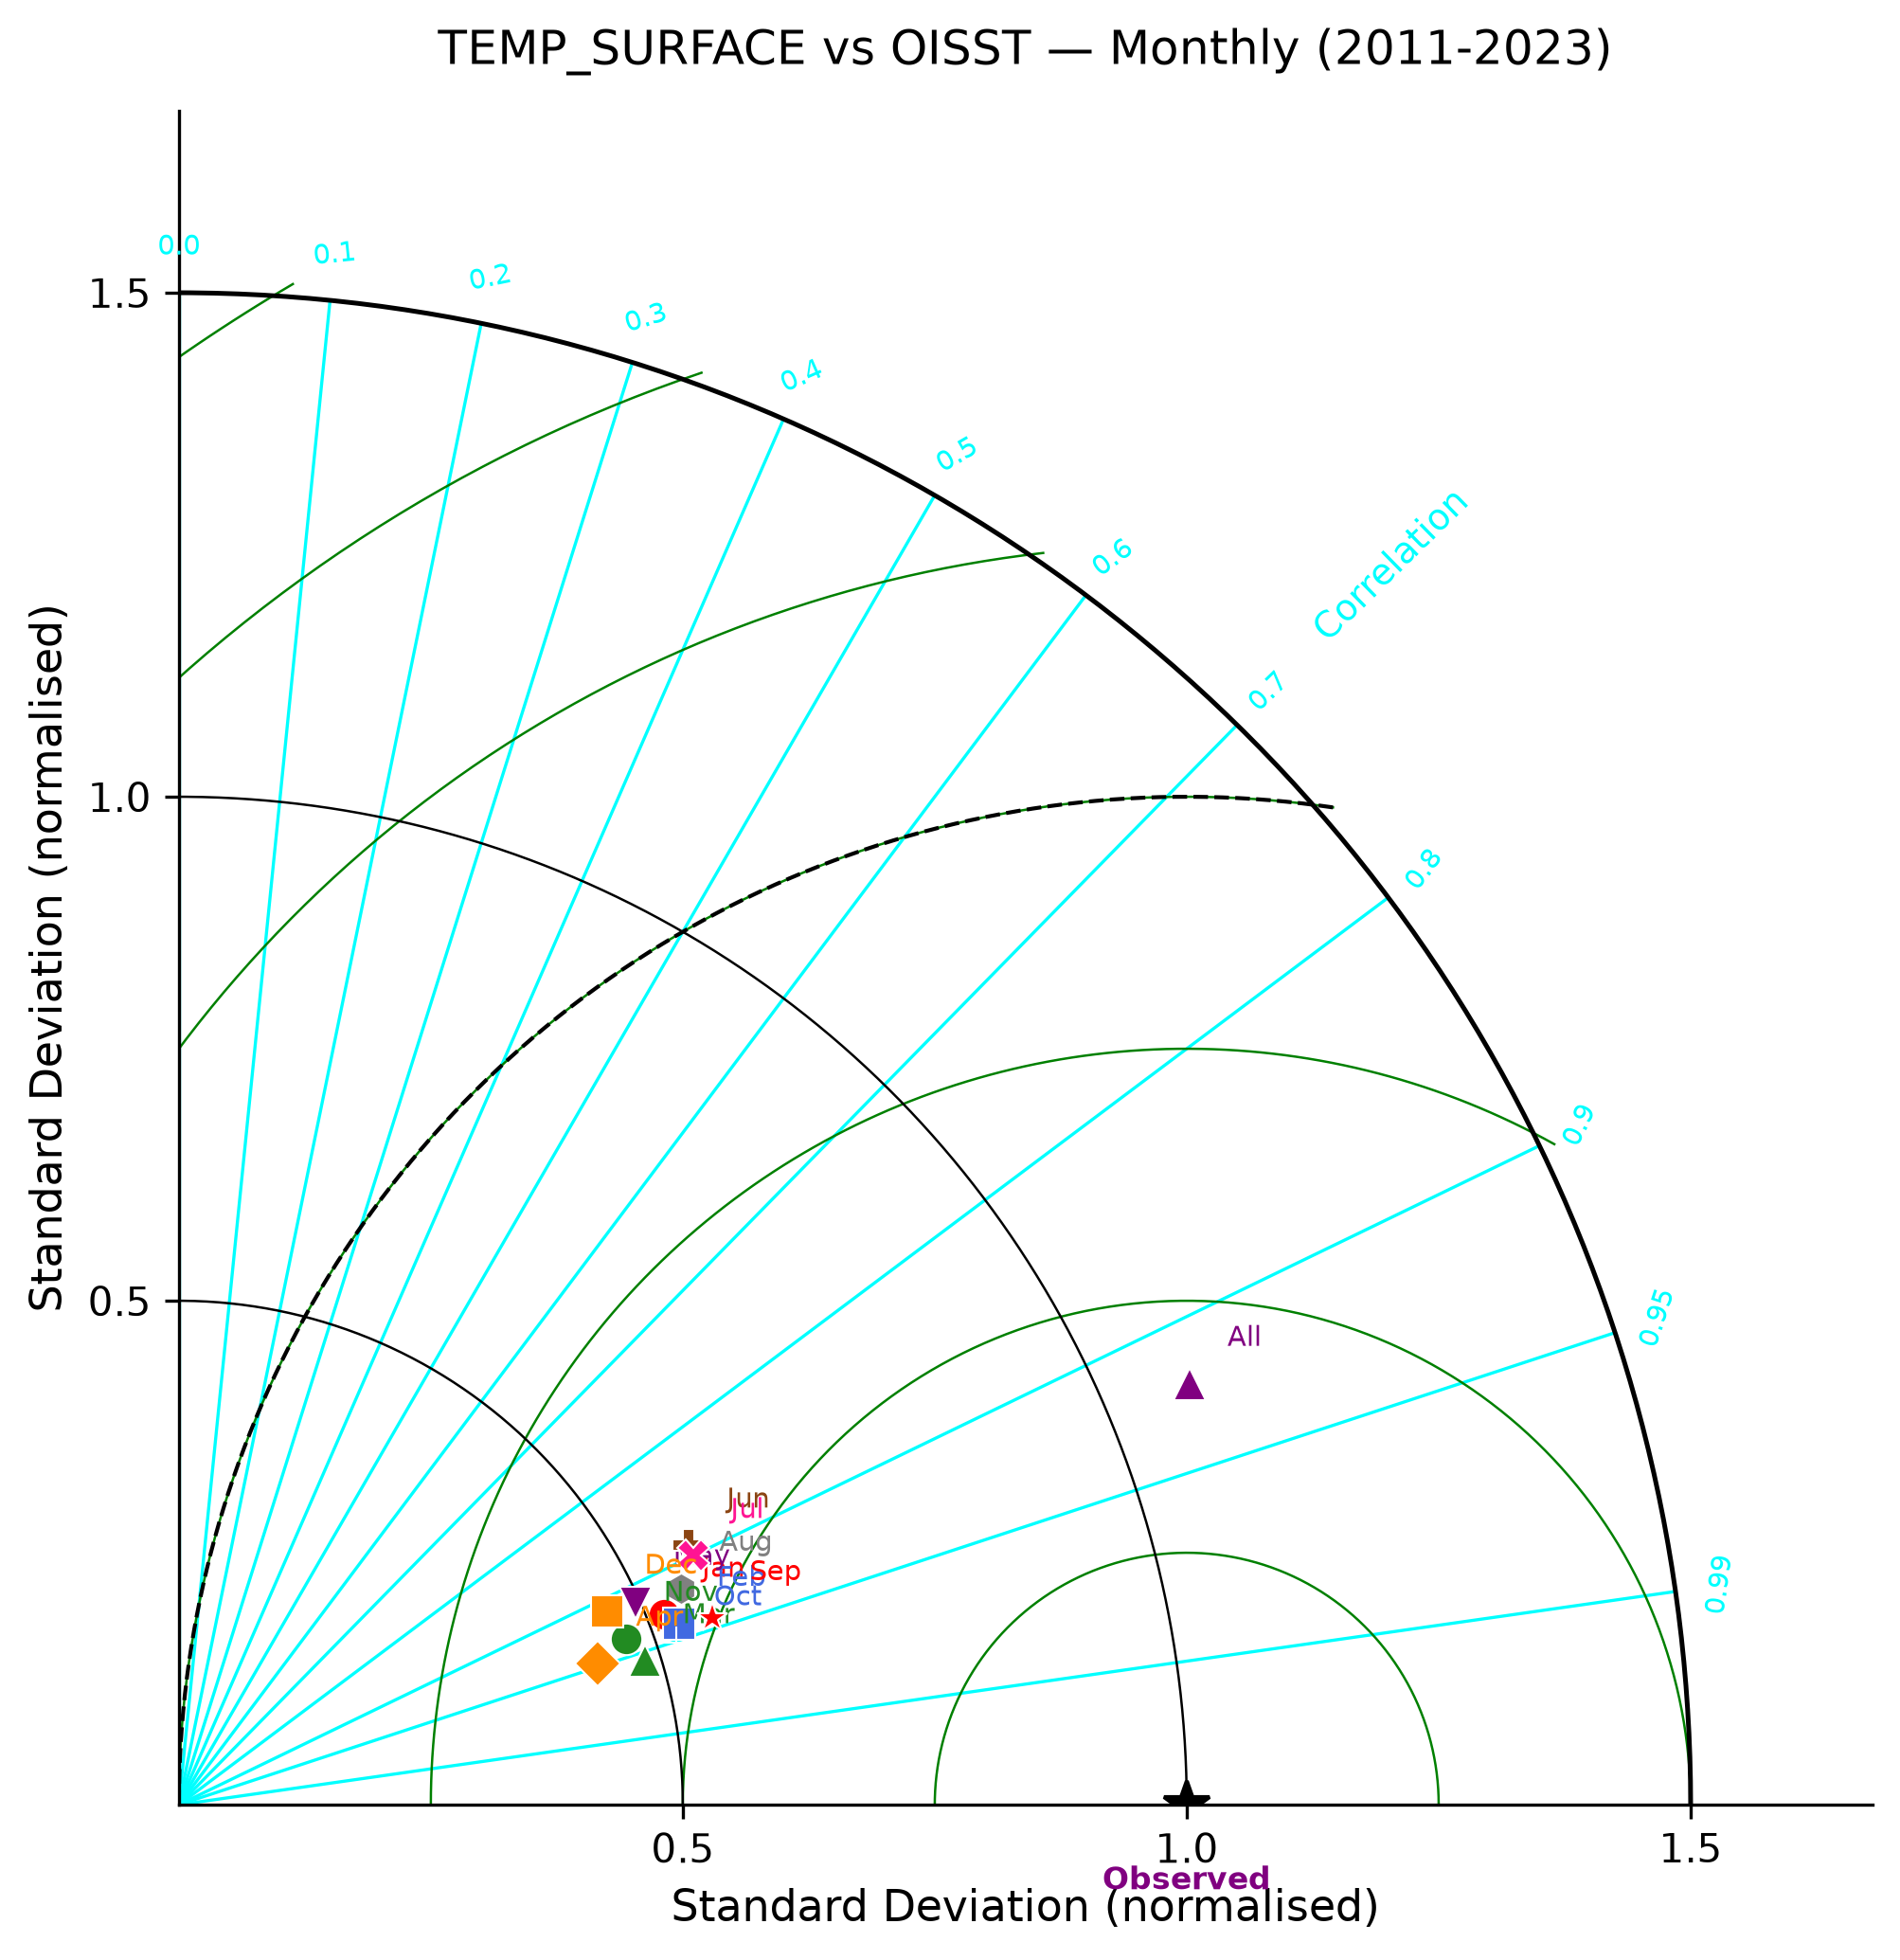 TEMP_SURFACE vs OISST — Monthly (2011-2023)
0.0
0.1
0.2
0.3
0.4
0.5
0.6
0.7
0.8
0.9
0.95
0.99
Correlation
1.5
1.0
0.5
Standard Deviation (normalised)
All
Jun
Jul
Aug
May
Dec
Jan
Sep
Feb
Nov
Oct
Apr
Mar
0.5
1.0
1.5
Observed
Standard Deviation (normalised)